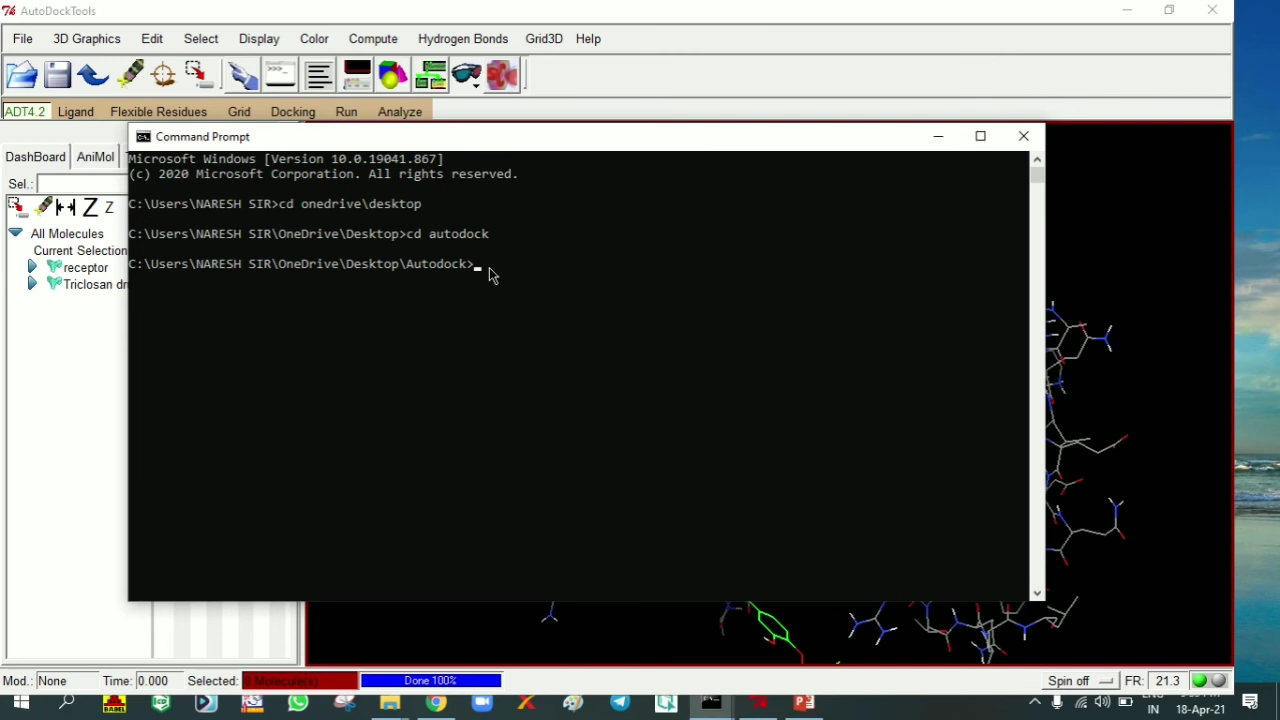 AutoDockTools
File 3D Graphics Edit Select Display Color Compute Hydrogen Bonds Grid3D Help
ADT4.2 Ligand Flexible Residues Grid Docking Run Analyze
Command Prompt
DashBoard AniMol
Sel.:
Z Z
All Molecules
Current Selection
receptor
Triclosan
Microsoft Windows [Version 10.0.19041.867]
(c) 2020 Microsoft Corporation. All rights reserved.
C:\Users\NARESH SIR>cd onedrive\desktop
C:\Users\NARESH SIR\OneDrive\Desktop>cd autodock
C:\Users\NARESH SIR\OneDrive\Desktop\Autodock>
Mod.: None Time: 0.000 Selected: 0 Molecule(s) Done 100% Spin off FR: 21.3
BABEL
ENG
IN 18-Apr-21